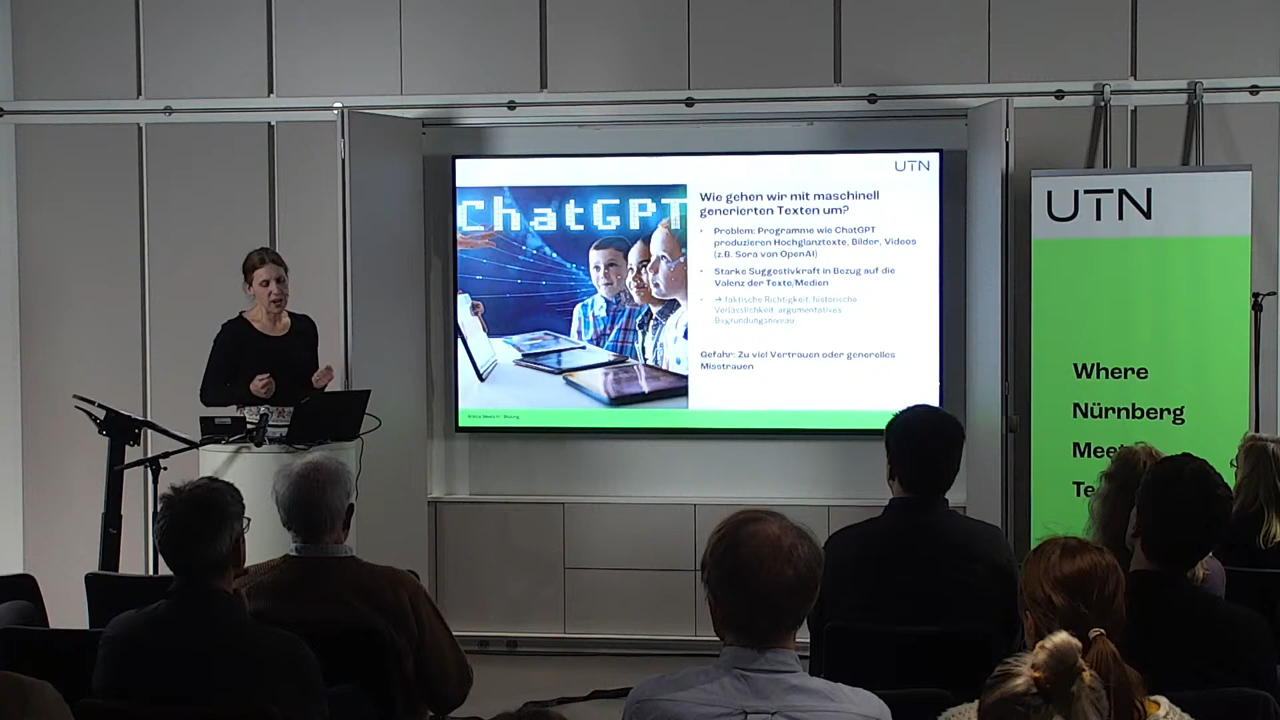 UTN
ChatGPT
Wie gehen wir mit maschinell
generierten Texten um?
• Problem: Programme wie ChatGPT
produzieren Hochglanztexte, Bilder, Videos
(z.B. Sora von OpenAI)
• Starke Suggestivkraft in Bezug auf die
Valenz der Texte/Medien
• → faktische Richtigkeit, historische
Verlässlichkeit, argumentatives
Begründungsniveau
Gefahr: Zu viel Vertrauen oder generelles
Misstrauen
UTN
Where
Nürnberg
Mee
Te